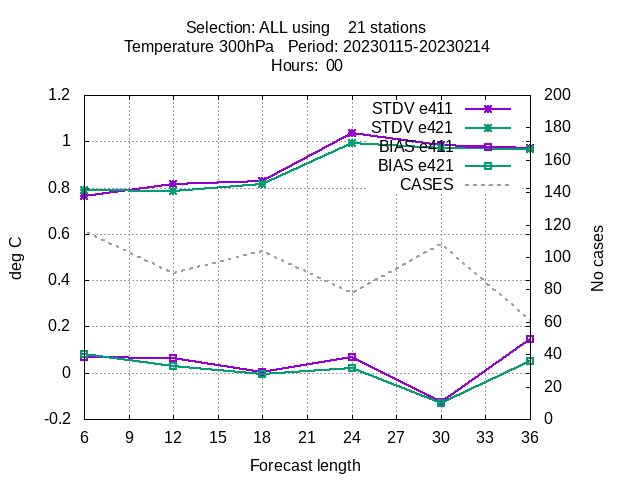 Selection: ALL using 21 stations
Temperature 300hPa Period: 20230115-20230214
Hours: 00
1.2
1
0.8
0.6
0.4
0.2
0
-0.2
deg C
STDV e411
STDV e421
BIAS e411
BIAS e421
CASES
200
180
160
140
120
100
80
60
40
20
0
No cases
6 9 12 15 18 21 24 27 30 33 36
Forecast length